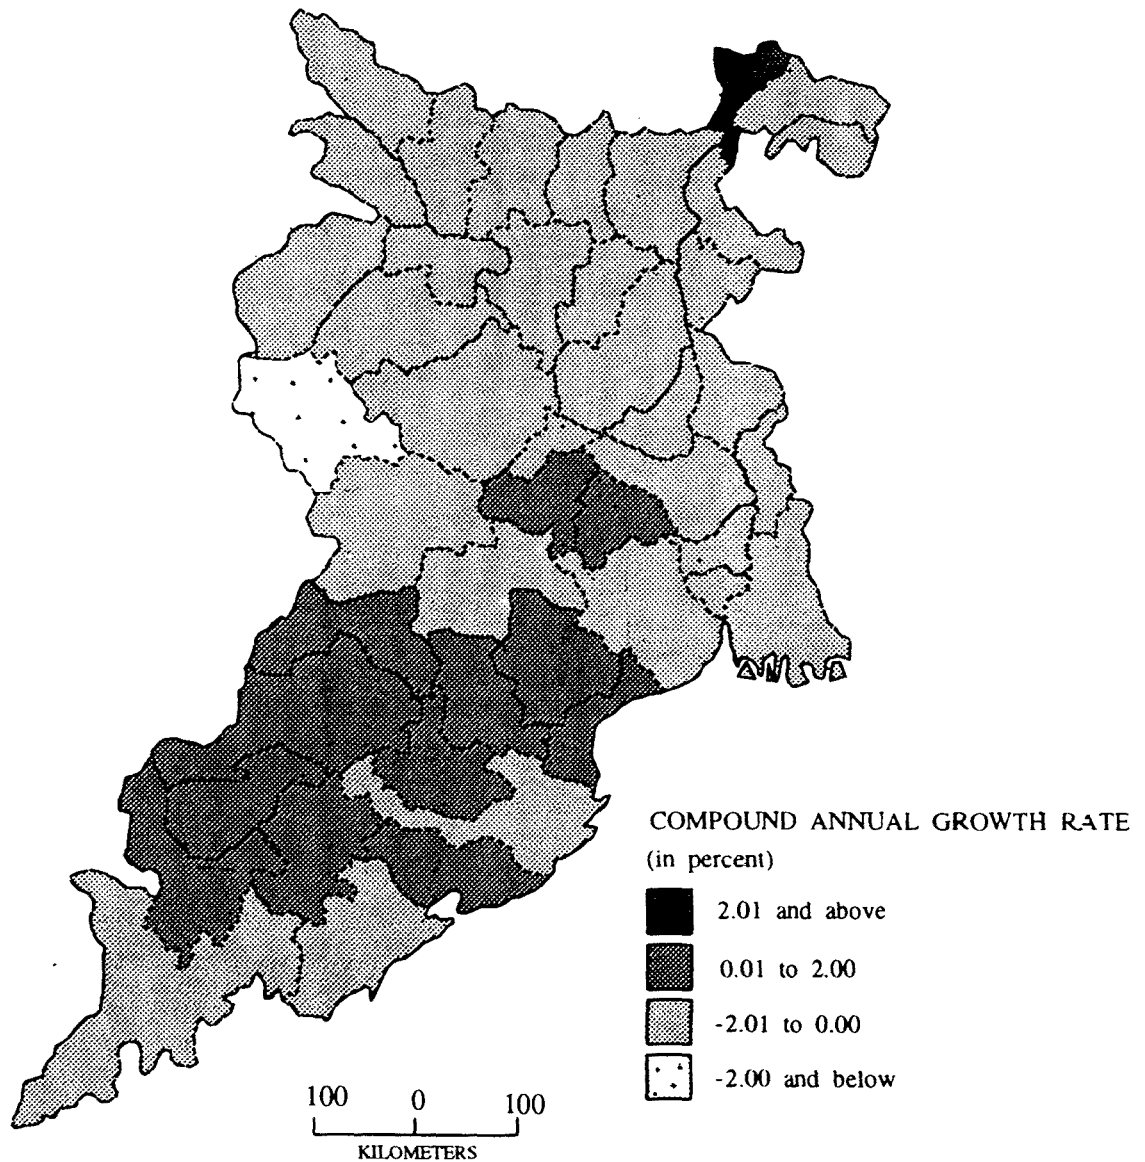 COMPOUND ANNUAL GROWTH RATE
(in percent)
2.01 and above
0.01 to 2.00
-2.01 to 0.00
-2.00 and below
100 0 100
KILOMETERS